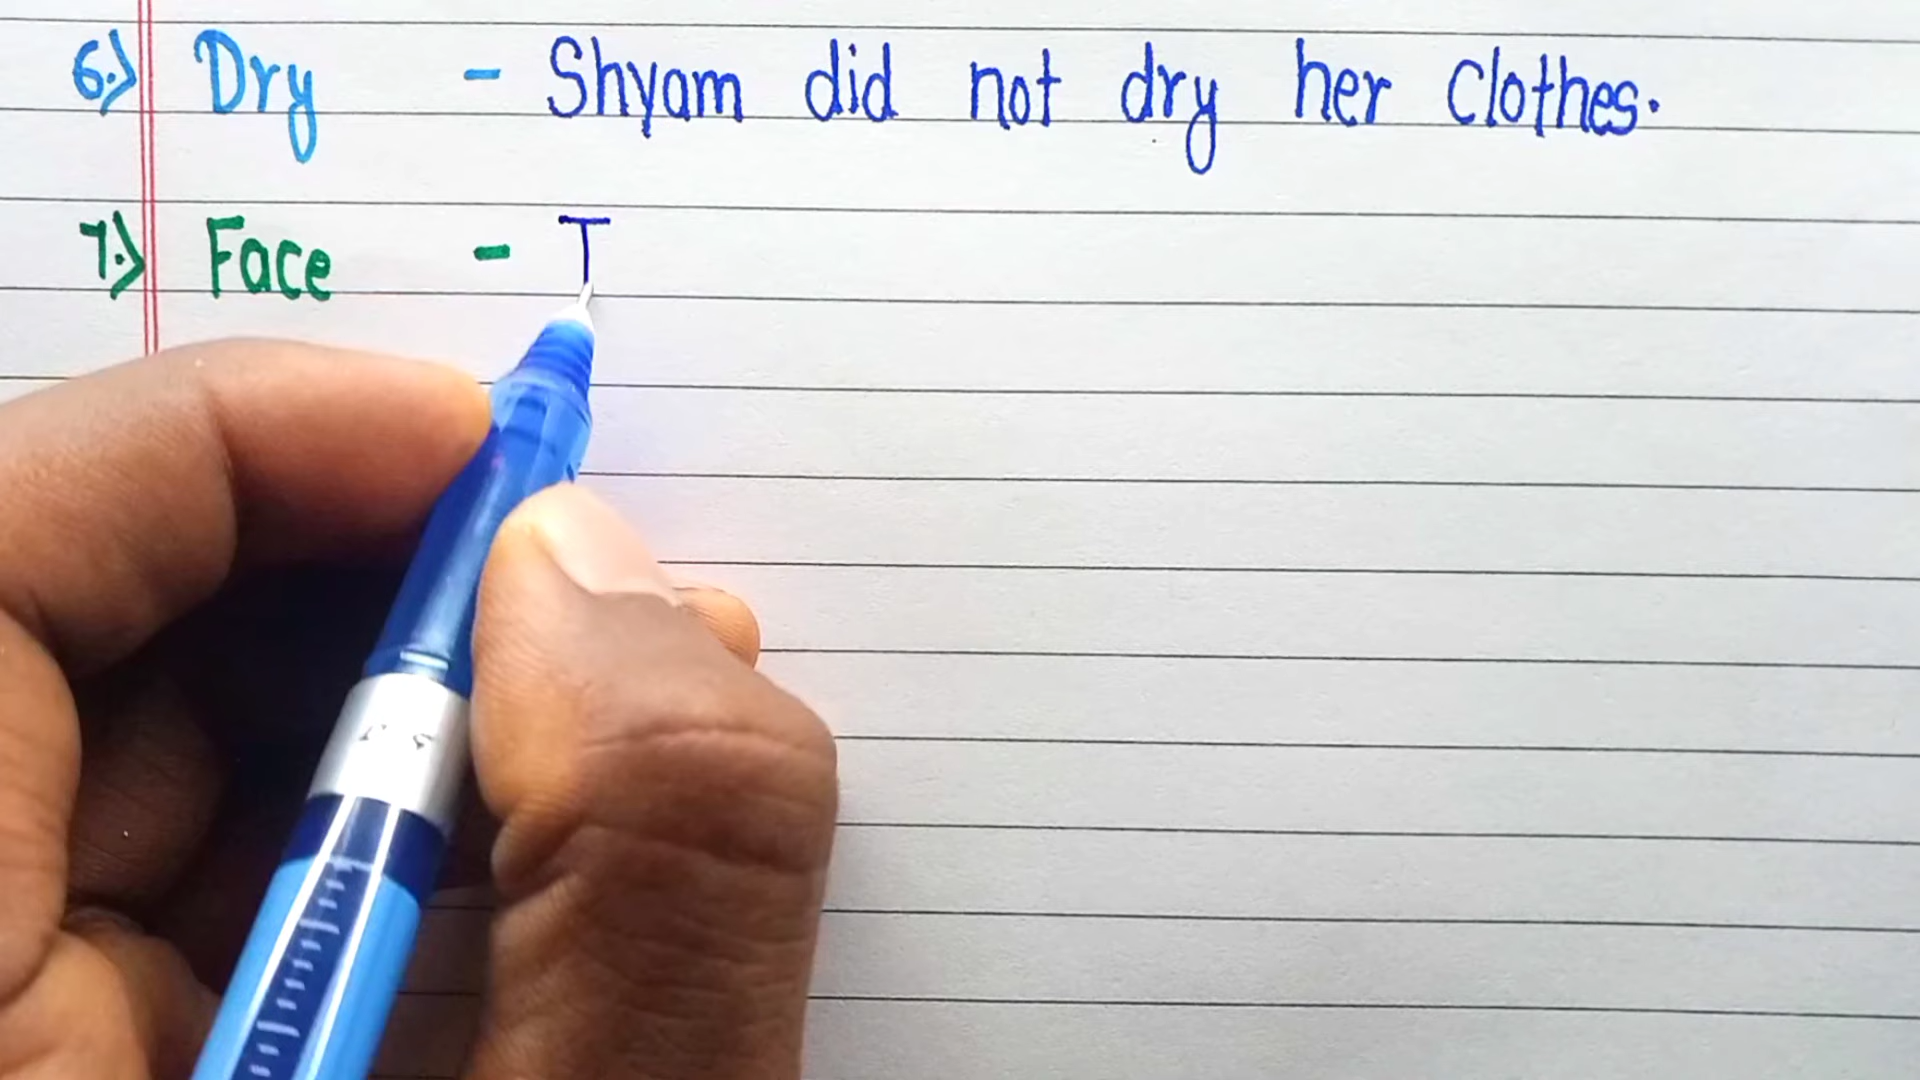 6.) Dry - Shyam did not dry her Clothes.
7.) Face - T